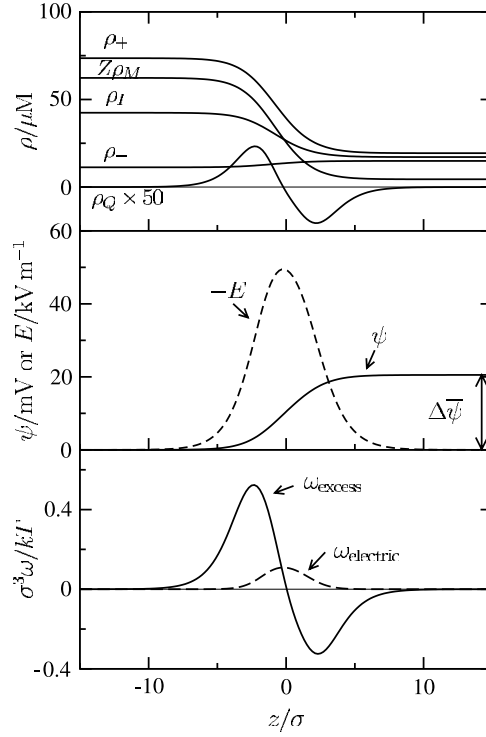 100
ρ+
ZρM
ρI
50
ρ/μM
ρ−
0
ρQ × 50
60
−E
40
ψ
ψ/mV or E/kV m−1
20
Δψ̅
0
ωexcess
0.4
ωelectric
σ3ω/kT
0
-0.4
-10 0 10
z/σ